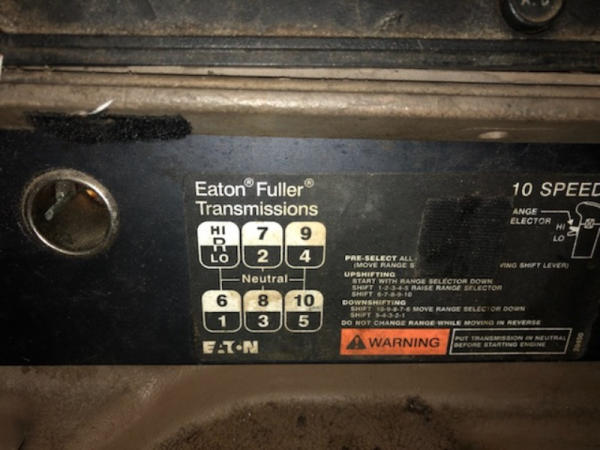 Eaton® Fuller®
Transmissions
HI R LO
7 2
9 4
Neutral
6 1
8 3
10 5
EATON
10 SPEED
ANGE
ELECTOR
HI
LO
PRE-SELECT ALL
(MOVE RANGE S VING SHIFT LEVER)
UPSHIFTING
START WITH RANGE SELECTOR DOWN
SHIFT 1-2-3-4-5 RAISE RANGE SELECTOR
SHIFT 6-7-8-9-10
DOWNSHIFTING
SHIFT 10-9-8-7-6 MOVE RANGE SELECTOR DOWN
SHIFT 5-4-3-2-1
DO NOT CHANGE RANGE WHILE MOVING IN REVERSE
WARNING
PUT TRANSMISSION IN NEUTRAL
BEFORE STARTING ENGINE